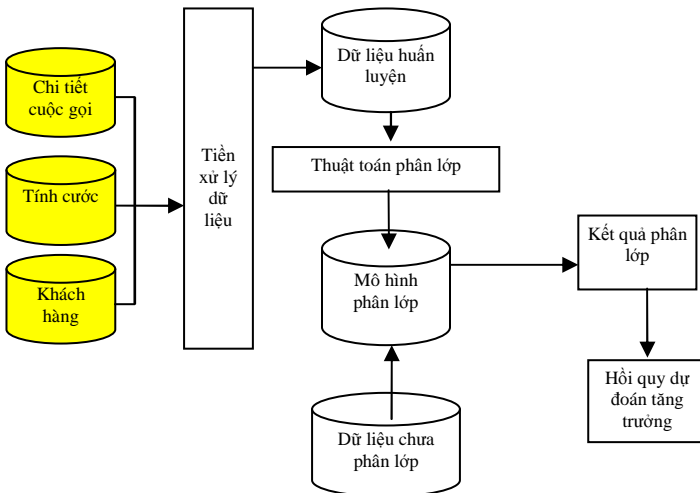 Chi tiết
cuộc gọi
Tính cước
Khách
hàng
Tiền
xử lý
dữ
liệu
Dữ liệu huấn
luyện
Thuật toán phân lớp
Mô hình
phân lớp
Dữ liệu chưa
phân lớp
Kết quả phân
lớp
Hồi quy dự
đoán tăng
trưởng